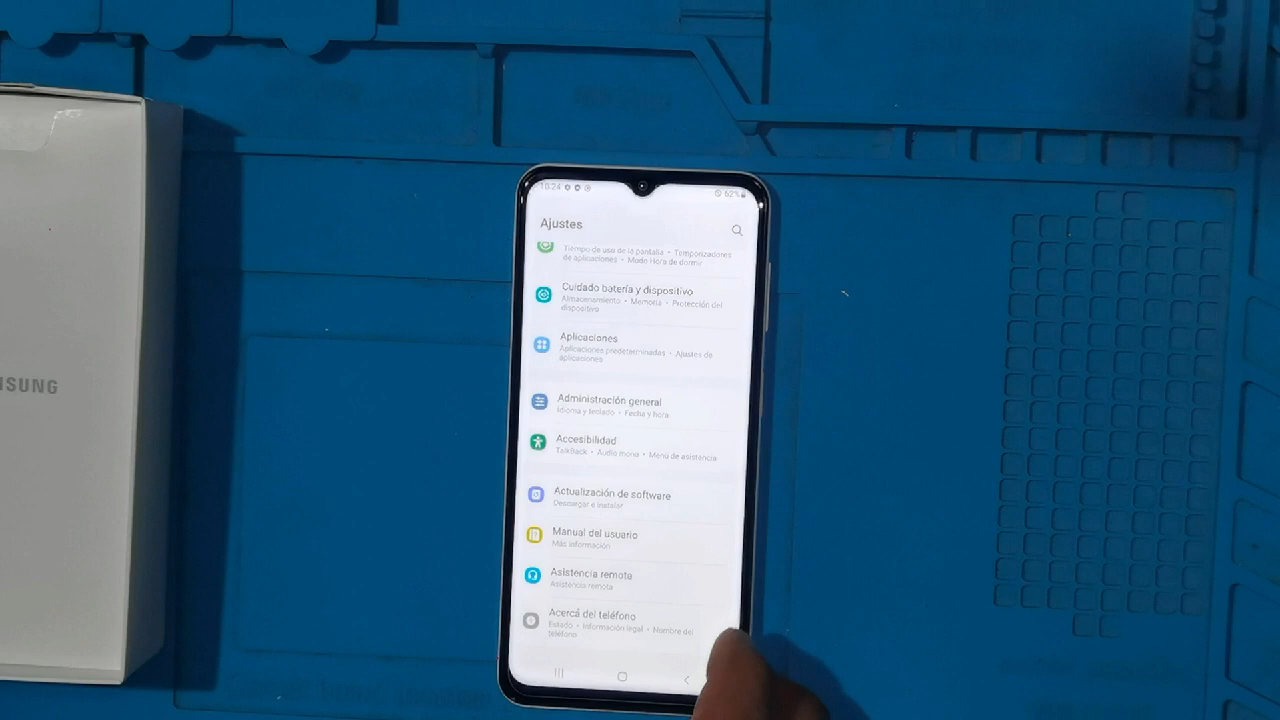 10:24
52%
Ajustes
Tiempo de uso de la pantalla • Temporizadores
de aplicaciones • Modo Hora de dormir
Cuidado batería y dispositivo
Almacenamiento • Memoria • Protección del
dispositivo
Aplicaciones
Aplicaciones predeterminadas • Ajustes de
aplicaciones
Administración general
Idioma y teclado • Fecha y hora
Accesibilidad
TalkBack • Audio mono • Menú de asistencia
Actualización de software
Descargar e instalar
Manual del usuario
Más información
Asistencia remota
Asistencia remota
Acerca del teléfono
Estado • Información legal • Nombre del
teléfono
SUNG